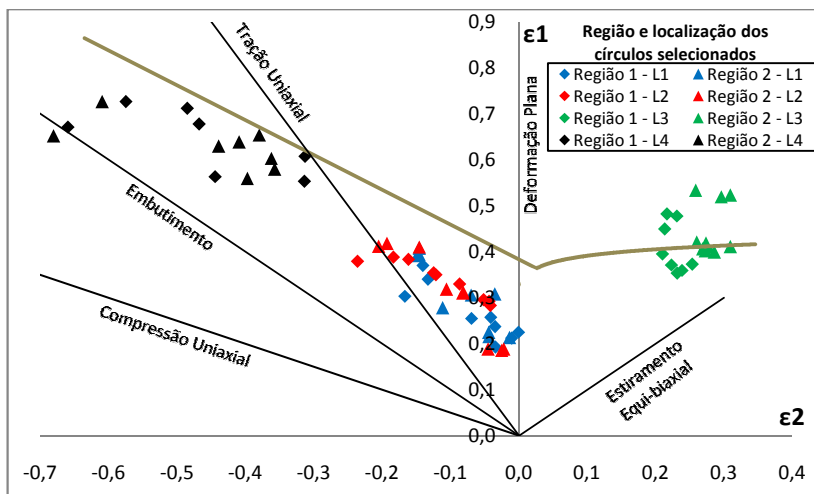 ε1
Região e localização dos
círculos selecionados
Região 1 - L1
Região 2 - L1
Região 1 - L2
Região 2 - L2
Região 1 - L3
Região 2 - L3
Região 1 - L4
Região 2 - L4
Tração Uniaxial
Deformação Plana
Embutimento
Compressão Uniaxial
Estiramento
Equi-biaxial
ε2
0,9
0,8
0,7
0,6
0,5
0,4
0,3
0,2
0,1
0,0
-0,7
-0,6
-0,5
-0,4
-0,3
-0,2
-0,1
0,0
0,1
0,2
0,3
0,4